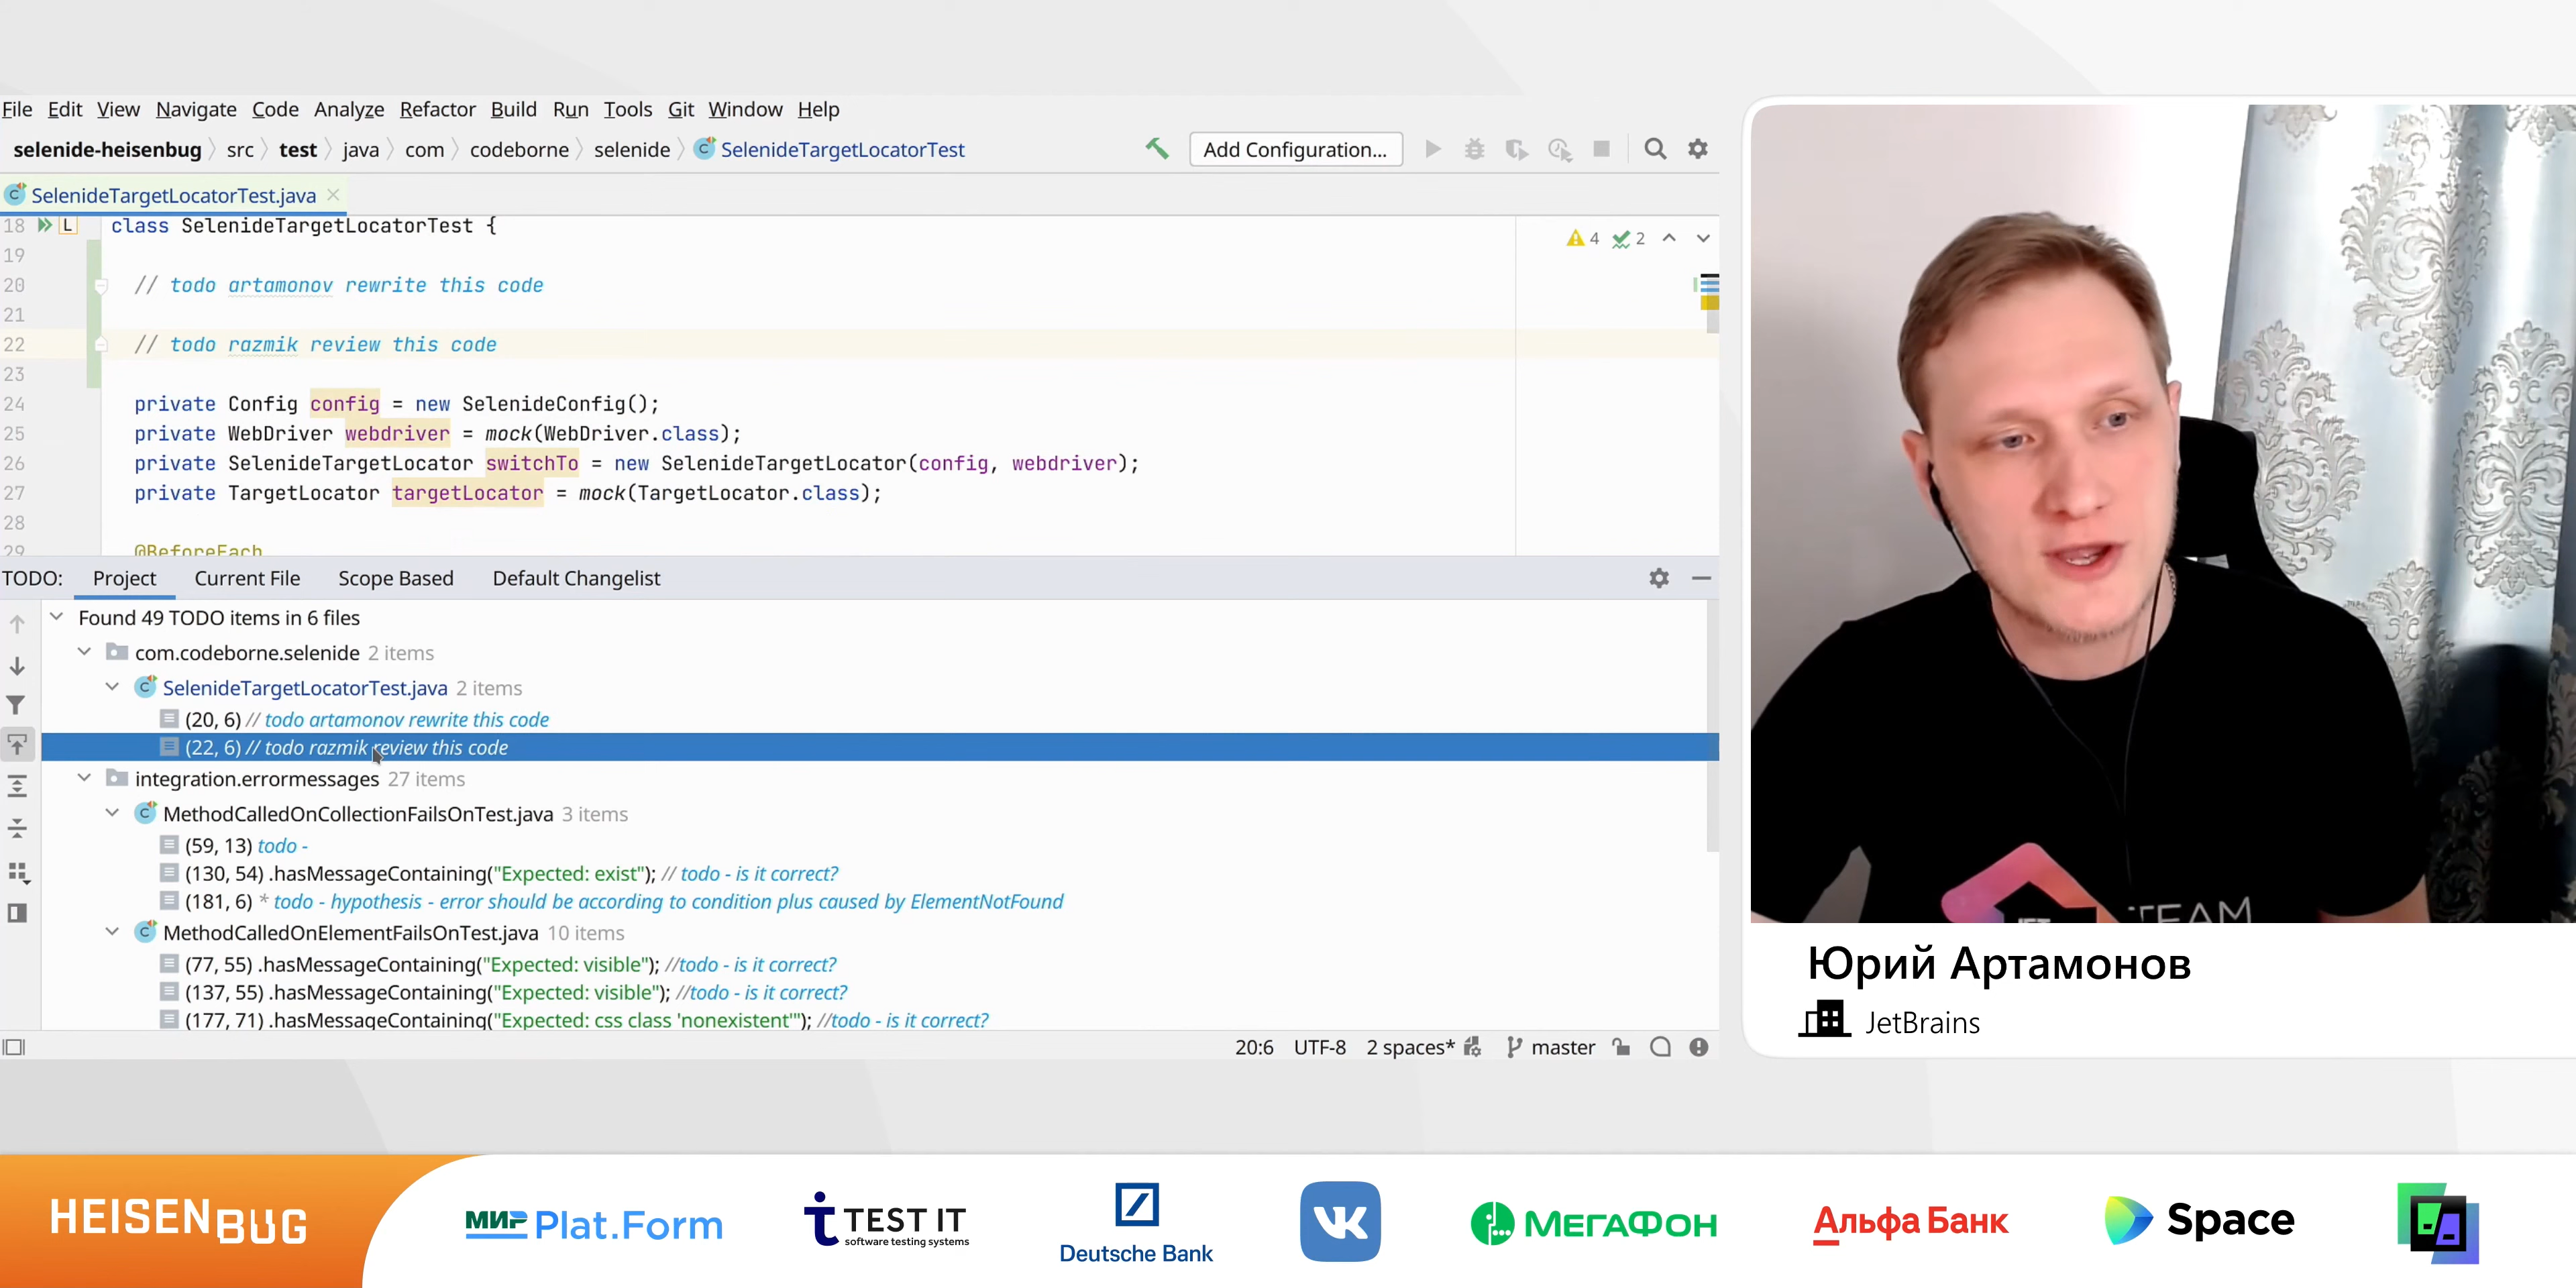 File Edit View Navigate Code Analyze Refactor Build Run Tools Git Window Help
selenide-heisenbug src test java com codeborne selenide SelenideTargetLocatorTest Add Configuration...
SelenideTargetLocatorTest.java
18 L class SelenideTargetLocatorTest {
4 2
19
20 // todo artamonov rewrite this code
21
22 // todo razmik review this code
23
24 private Config config = new SelenideConfig();
25 private WebDriver webdriver = mock(WebDriver.class);
26 private SelenideTargetLocator switchTo = new SelenideTargetLocator(config, webdriver);
27 private TargetLocator targetLocator = mock(TargetLocator.class);
28
29 @BeforeEach
TODO: Project Current File Scope Based Default Changelist
Found 49 TODO items in 6 files
com.codeborne.selenide 2 items
SelenideTargetLocatorTest.java 2 items
(20, 6) // todo artamonov rewrite this code
(22, 6) // todo razmik review this code
integration.errormessages 27 items
MethodCalledOnCollectionFailsOnTest.java 3 items
(59, 13) todo -
(130, 54) .hasMessageContaining("Expected: exist"); // todo - is it correct?
(181, 6) * todo - hypothesis - error should be according to condition plus caused by ElementNotFound
MethodCalledOnElementFailsOnTest.java 10 items
(77, 55) .hasMessageContaining("Expected: visible"); //todo - is it correct?
(137, 55) .hasMessageContaining("Expected: visible"); //todo - is it correct?
(177, 71) .hasMessageContaining("Expected: css class 'nonexistent'"); //todo - is it correct?
20:6 UTF-8 2 spaces* master
TEAM
Юрий Артамонов
JetBrains
HEISENBUG
МИР Plat.Form
TEST IT
software testing systems
Deutsche Bank
VK
МЕГАФОН
Альфа Банк
Space